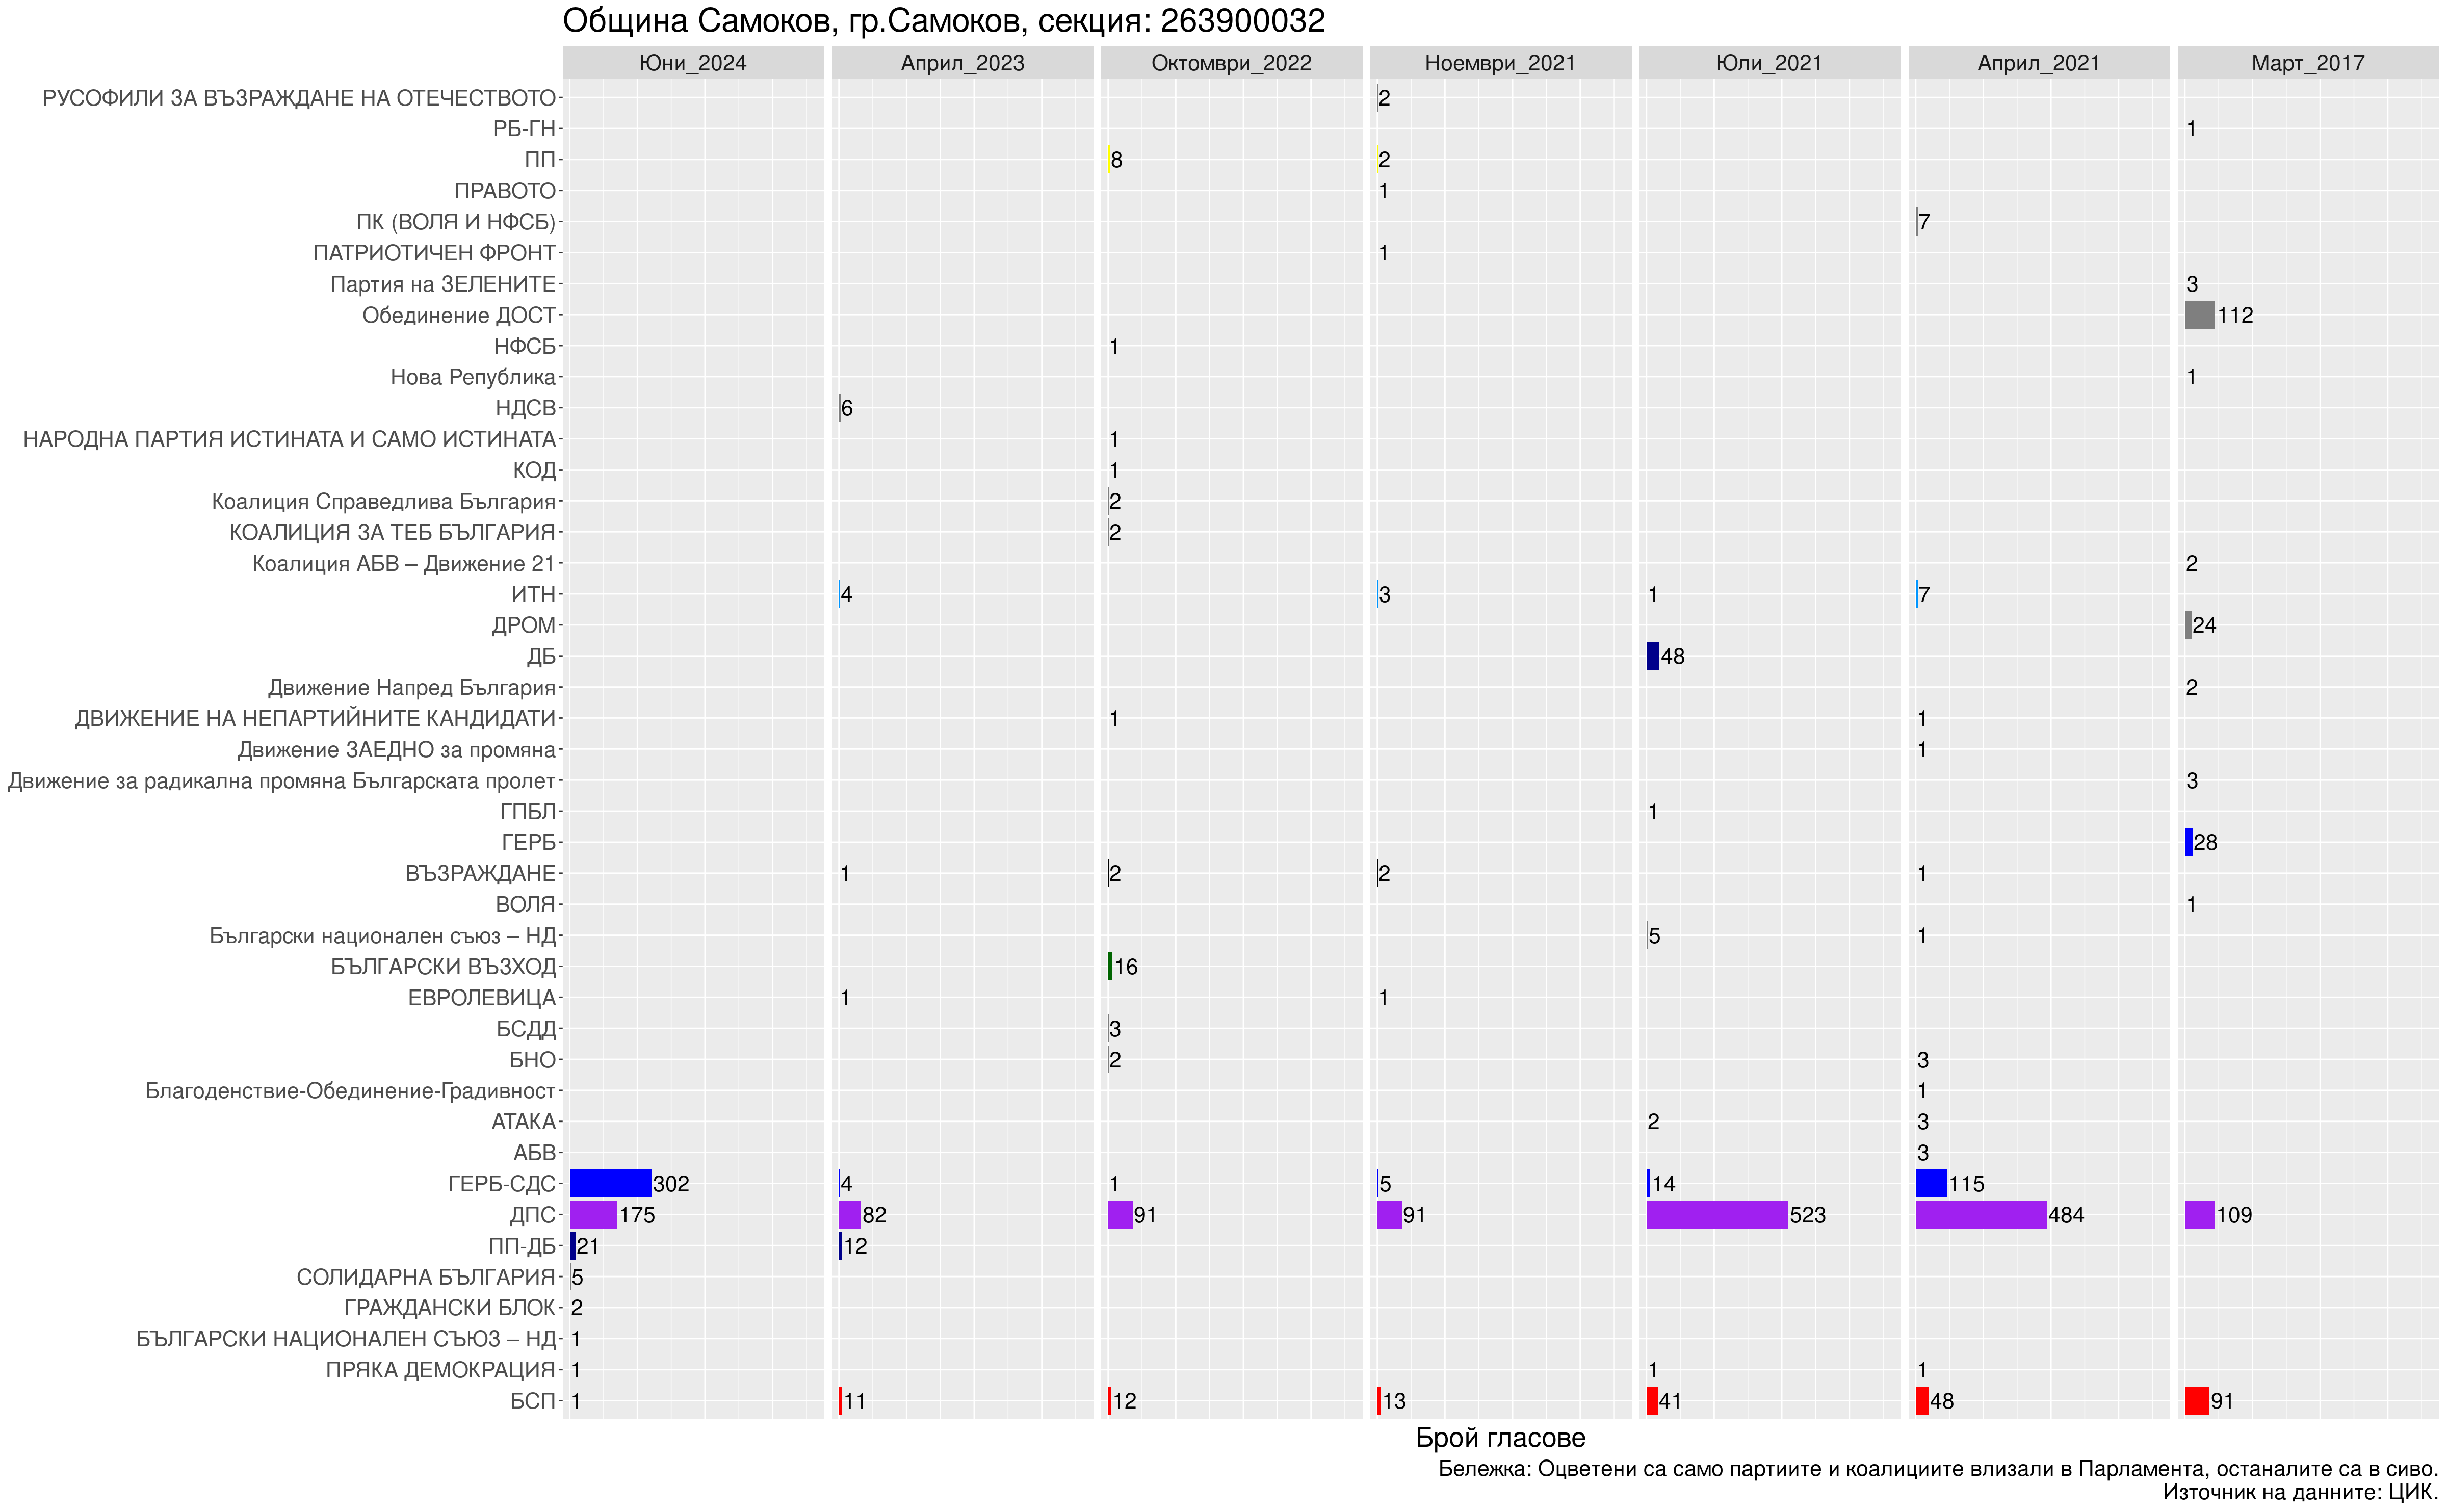 Община Самоков, гр.Самоков, секция: 263900032
Юни_2024 Април_2023 Октомври_2022 Ноември_2021 Юли_2021 Април_2021 Март_2017
РУСОФИЛИ ЗА ВЪЗРАЖДАНЕ НА ОТЕЧЕСТВОТО 2
РБ-ГН 1
ПП 8 2
ПРАВОТО 1
ПК (ВОЛЯ И НФСБ) 7
ПАТРИОТИЧЕН ФРОНТ 1
Партия на ЗЕЛЕНИТЕ 3
Обединение ДОСТ 112
НФСБ 1
Нова Република 1
НДСВ 6
НАРОДНА ПАРТИЯ ИСТИНАТА И САМО ИСТИНАТА 1
КОД 1
Коалиция Справедлива България 2
КОАЛИЦИЯ ЗА ТЕБ БЪЛГАРИЯ 2
Коалиция АБВ – Движение 21 2
ИТН 4 3 1 7
ДРОМ 24
ДБ 48
Движение Напред България 2
ДВИЖЕНИЕ НА НЕПАРТИЙНИТЕ КАНДИДАТИ 1 1
Движение ЗАЕДНО за промяна 1
Движение за радикална промяна Българската пролет 3
ГПБЛ 1
ГЕРБ 28
ВЪЗРАЖДАНЕ 1 2 2 1
ВОЛЯ 1
Български национален съюз – НД 5 1
БЪЛГАРСКИ ВЪЗХОД 16
ЕВРОЛЕВИЦА 1 1
БСДД 3
БНО 2 3
Благоденствие-Обединение-Градивност 1
АТАКА 2 3
АБВ 3
ГЕРБ-СДС 302 4 1 5 14 115
ДПС 175 82 91 91 523 484 109
ПП-ДБ 21 12
СОЛИДАРНА БЪЛГАРИЯ 5
ГРАЖДАНСКИ БЛОК 2
БЪЛГАРСКИ НАЦИОНАЛЕН СЪЮЗ – НД 1
ПРЯКА ДЕМОКРАЦИЯ 1 1 1
БСП 1 11 12 13 41 48 91
Брой гласове
Бележка: Оцветени са само партиите и коалициите влизали в Парламента, останалите са в сиво.
Източник на данните: ЦИК.